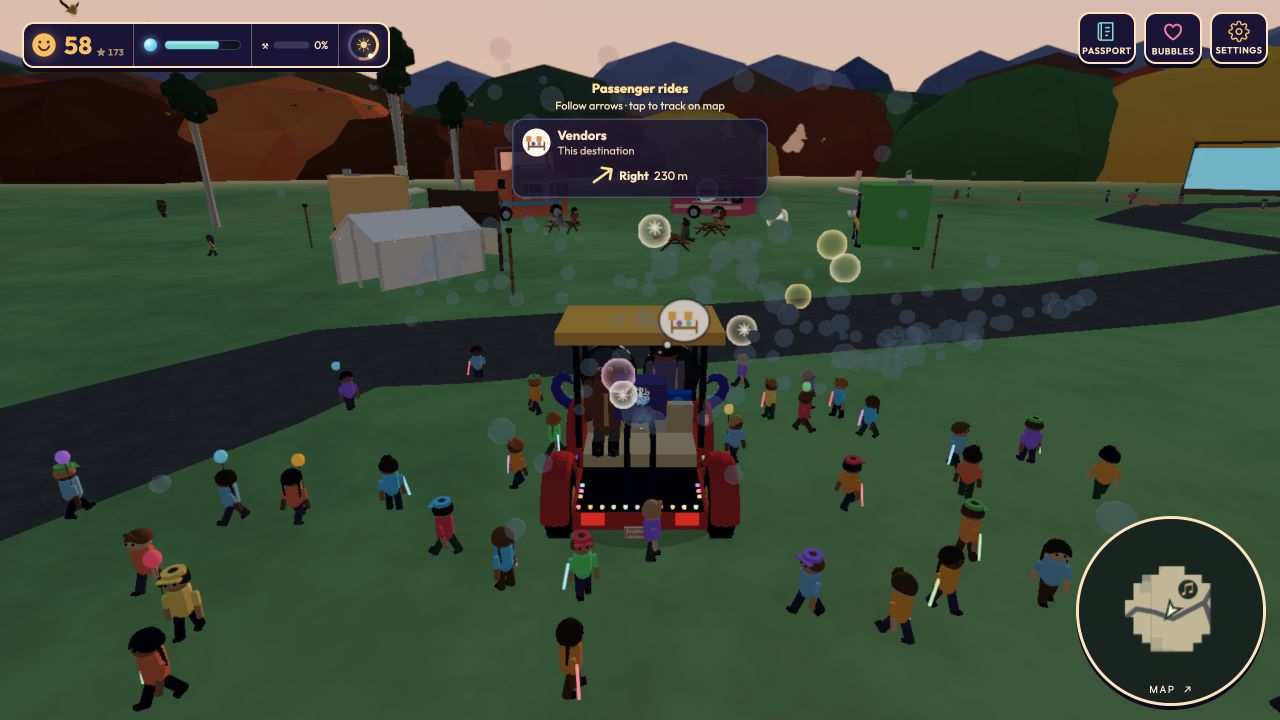 58 ★ 173
0%
PASSPORT
BUBBLES
SETTINGS
Passenger rides
Follow arrows · tap to track on map
Vendors
This destination
Right 230 m
MAP ↗